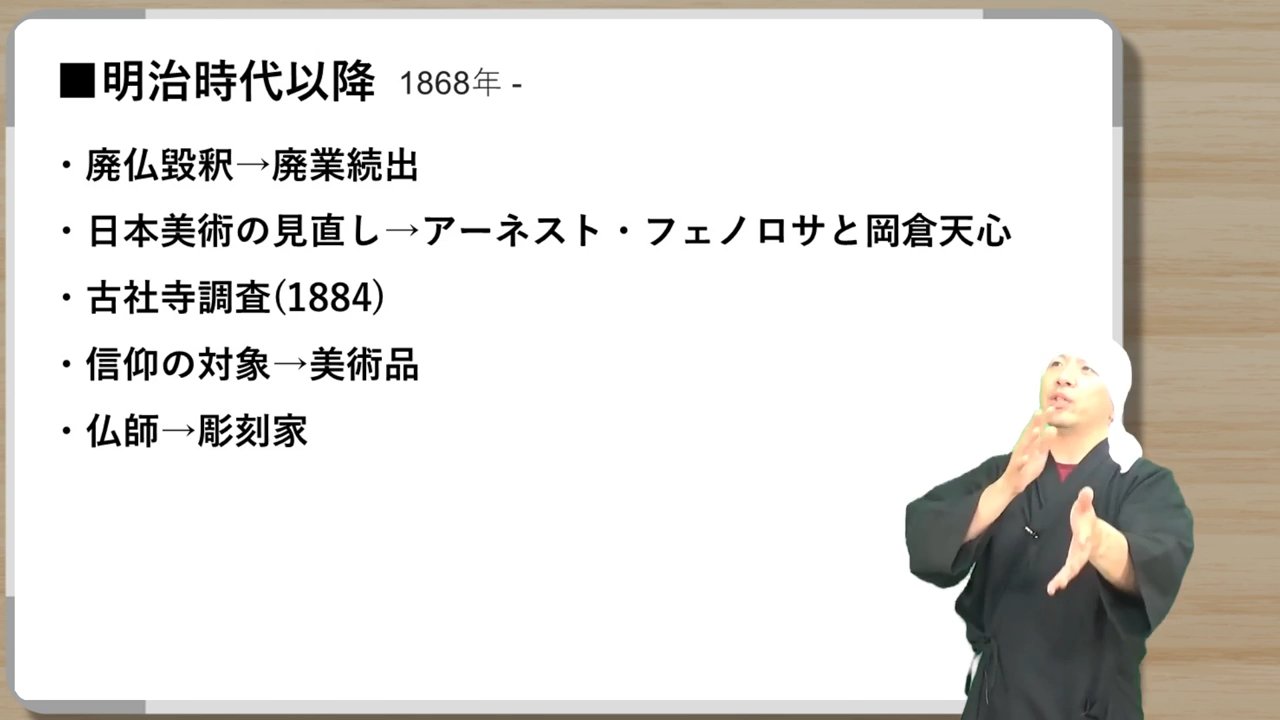 ■明治時代以降 1868年 -
・廃仏毀釈→廃業続出
・日本美術の見直し→アーネスト・フェノロサと岡倉天心
・古社寺調査(1884)
・信仰の対象→美術品
・仏師→彫刻家